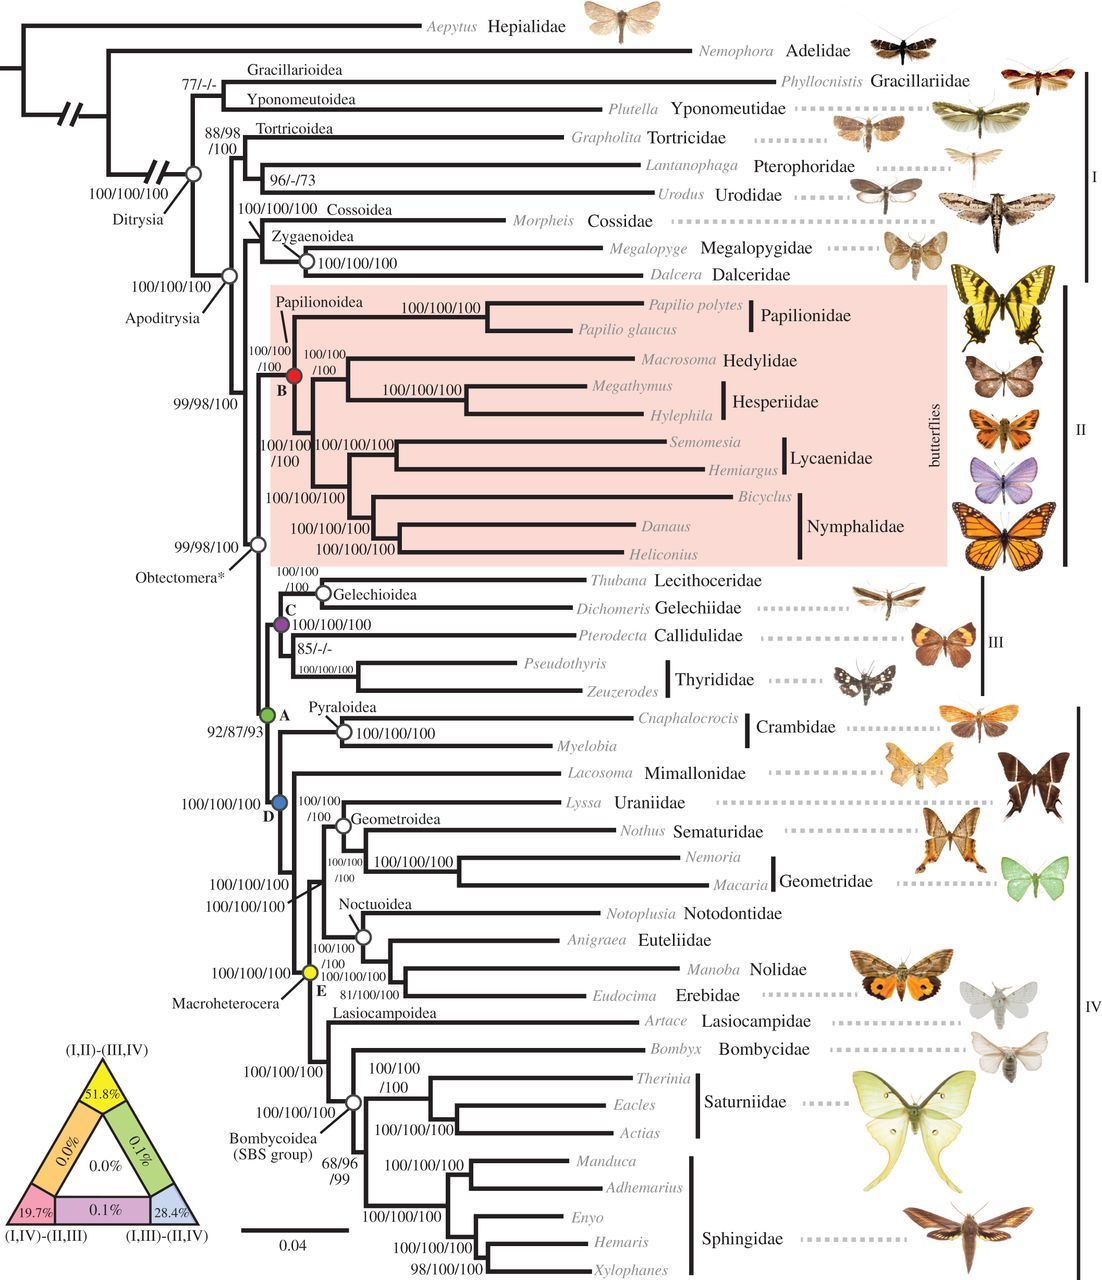 Aepytus Hepialidae
Nemophora Adelidae
Gracillarioidea
77/-/-
Phyllocnistis Gracillariidae
Yponomeutoidea
Plutella Yponomeutidae
88/98
/100
Tortricoidea
Grapholita Tortricidae
Lantanophaga Pterophoridae
96/-/73
I
100/100/100
Urodus Urodidae
Ditrysia
100/100/100 Cossoidea
Morpheis Cossidae
Zygaenoidea
Megalopyge Megalopygidae
100/100/100
Dalcera Dalceridae
100/100/100
Apoditrysia
Papilionoidea
100/100/100
Papilio polytes
Papilionidae
Papilio glaucus
100/100
/100
100/100
/100
Macrosoma Hedylidae
B
100/100/100
Megathymus
Hesperiidae
Hylephila
99/98/100
butterflies
II
100/100
/100
100/100/100
Semomesia
Lycaenidae
Hemiargus
100/100/100
Bicyclus
100/100/100
Danaus
Nymphalidae
100/100/100
Heliconius
99/98/100
Obtectomera*
100/100
/100
Thubana Lecithoceridae
Gelechioidea
Dichomeris Gelechiidae
C
100/100/100
Pterodecta Callidulidae
III
85/-/-
100/100/100
Pseudothyris
Thyrididae
Zeuzerodes
Pyraloidea
A
92/87/93
Cnaphalocrocis
Crambidae
100/100/100
Myelobia
Lacosoma Mimallonidae
100/100/100
D
100/100
/100
Lyssa Uraniidae
Geometroidea
Nothus Sematuridae
100/100
/100
100/100/100
Nemoria
Geometridae
Macaria
100/100/100
100/100/100
Noctuoidea
Notoplusia Notodontidae
100/100
/100
Anigraea Euteliidae
100/100/100
E
100/100/100
Manoba Nolidae
81/100/100
Eudocima Erebidae
Macroheterocera
IV
Lasiocampoidea
Artace Lasiocampidae
Bombyx Bombycidae
100/100/100
100/100
/100
Therinia
Eacles
Saturniidae
100/100/100
Actias
100/100/100
Bombycoidea
(SBS group)
68/96
/99
100/100/100
Manduca
Adhemarius
100/100/100
Enyo
Sphingidae
100/100/100
Hemaris
98/100/100
Xylophanes
0.04
(I,II)-(III,IV)
51.8%
0.0%
0.1%
0.0%
19.7%
0.1%
28.4%
(I,IV)-(II,III)
(I,III)-(II,IV)